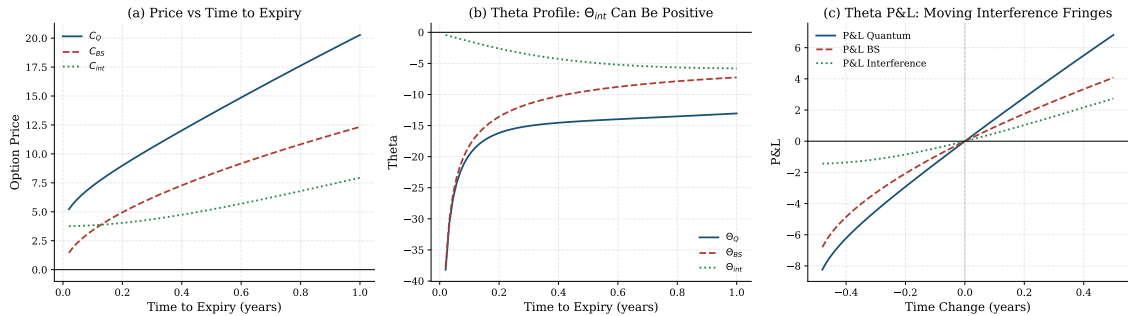 (a) Price vs Time to Expiry
Option Price
20.0
17.5
15.0
12.5
10.0
7.5
5.0
2.5
0.0
C_Q
C_BS
C_int
0.0 0.2 0.4 0.6 0.8 1.0
Time to Expiry (years)
(b) Theta Profile: Θ_int Can Be Positive
Theta
0
−5
−10
−15
−20
−25
−30
−35
−40
Θ_Q
Θ_BS
Θ_int
0.0 0.2 0.4 0.6 0.8 1.0
Time to Expiry (years)
(c) Theta P&L: Moving Interference Fringes
P&L
6
4
2
0
−2
−4
−6
−8
P&L Quantum
P&L BS
P&L Interference
−0.4 −0.2 0.0 0.2 0.4
Time Change (years)